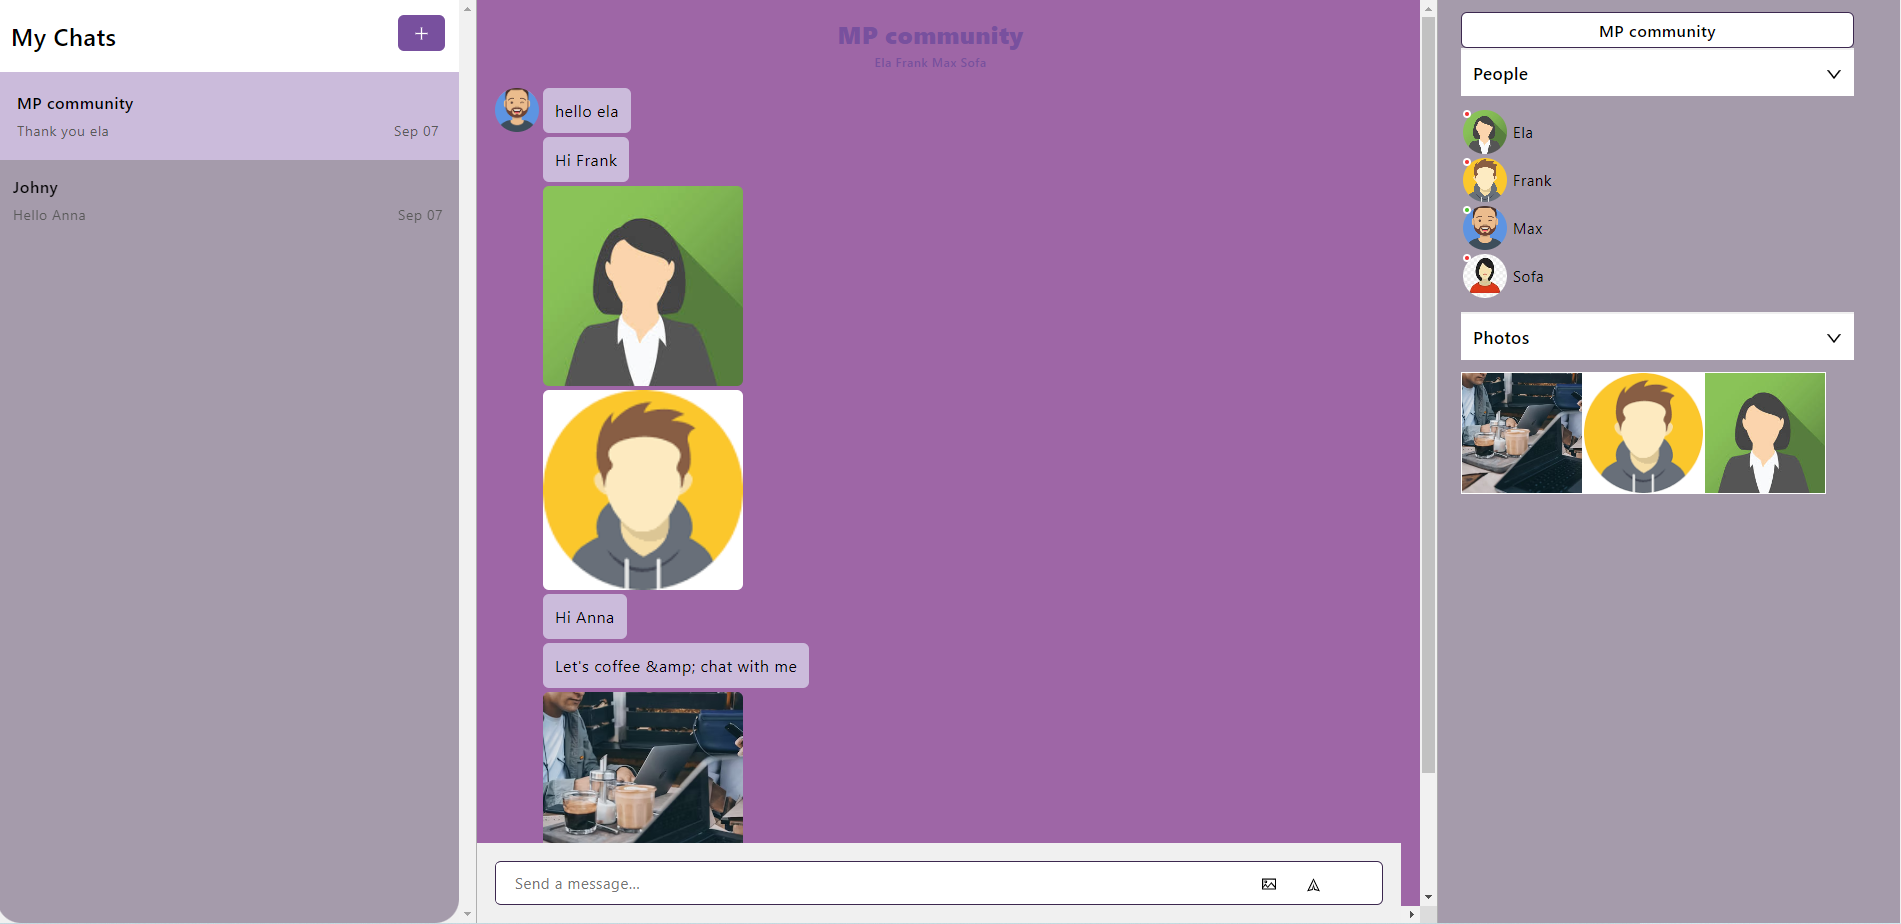 My Chats
MP community
Thank you ela
Sep 07
Johny
Hello Anna
Sep 07
MP community
Ela Frank Max Sofa
hello ela
Hi Frank
Hi Anna
Let's coffee &amp; chat with me
Send a message...
MP community
People
Ela
Frank
Max
Sofa
Photos